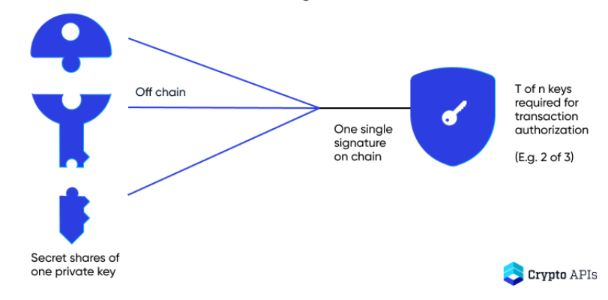 Off chain
One single
signature
on chain
T of n keys
required for
transaction
authorization
(E.g. 2 of 3)
Secret shares of
one private key
Crypto APIs